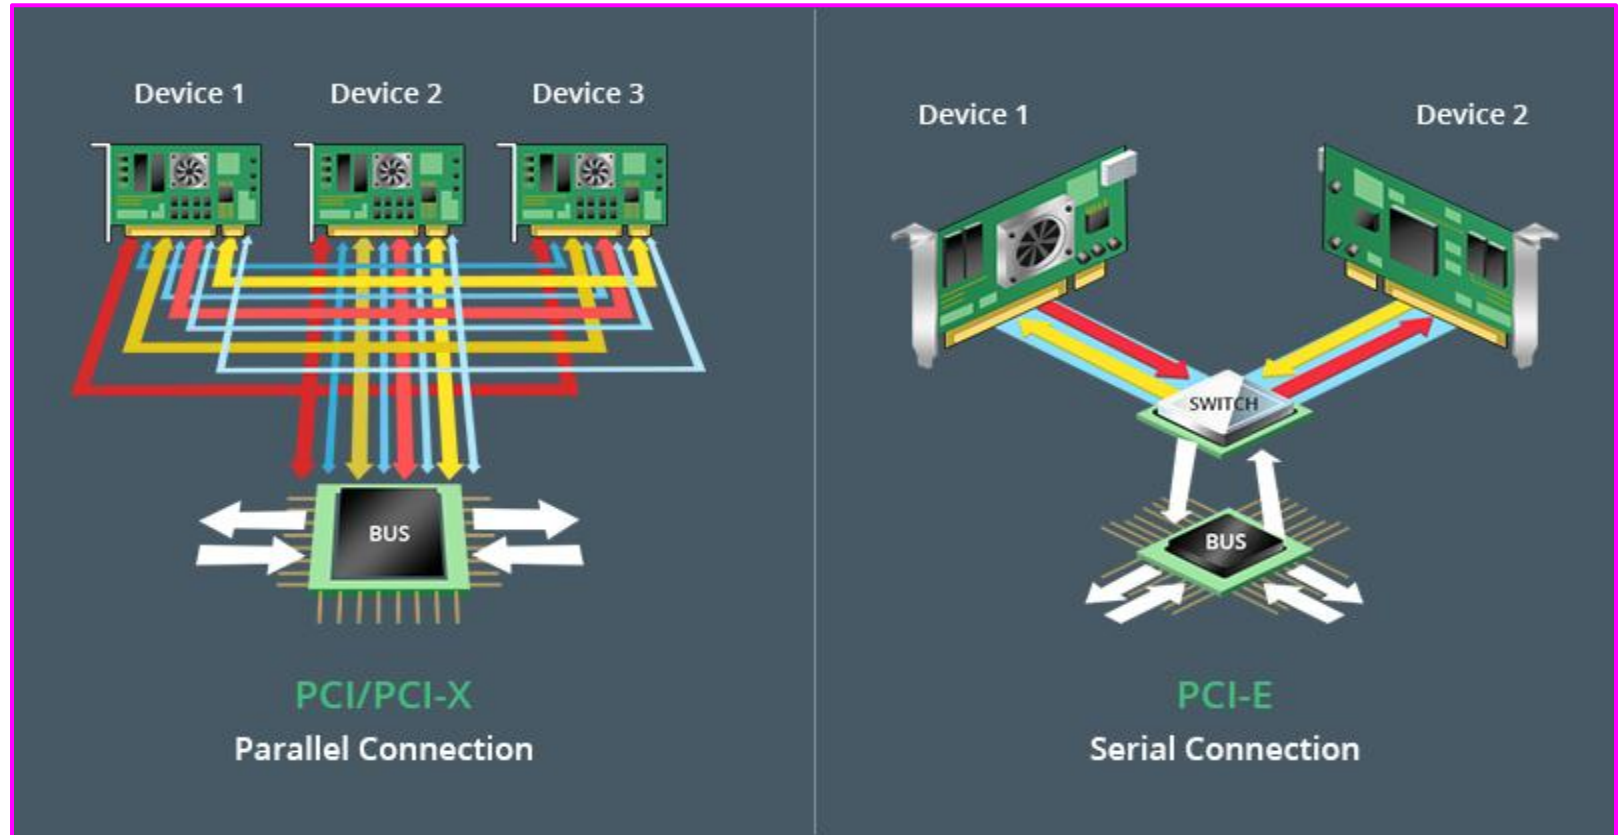 Device 1
Device 2
Device 3
BUS
PCI/PCI-X
Parallel Connection
Device 1
Device 2
SWITCH
BUS
PCI-E
Serial Connection